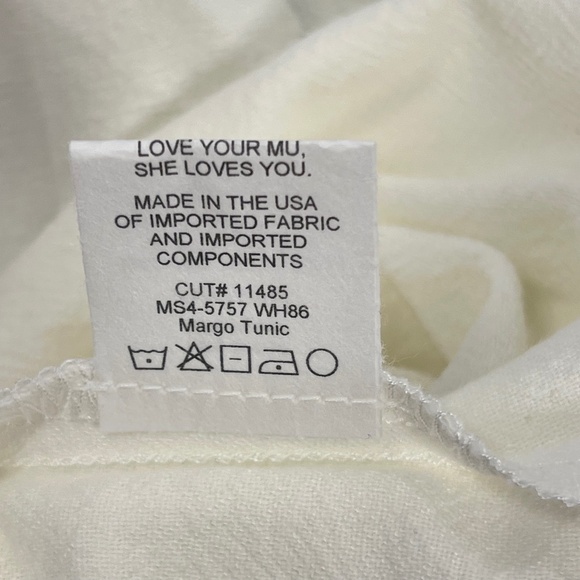 LOVE YOUR MU,
SHE LOVES YOU.
MADE IN THE USA
OF IMPORTED FABRIC
AND IMPORTED
COMPONENTS
CUT# 11485
MS4-5757 WH86
Margo Tunic